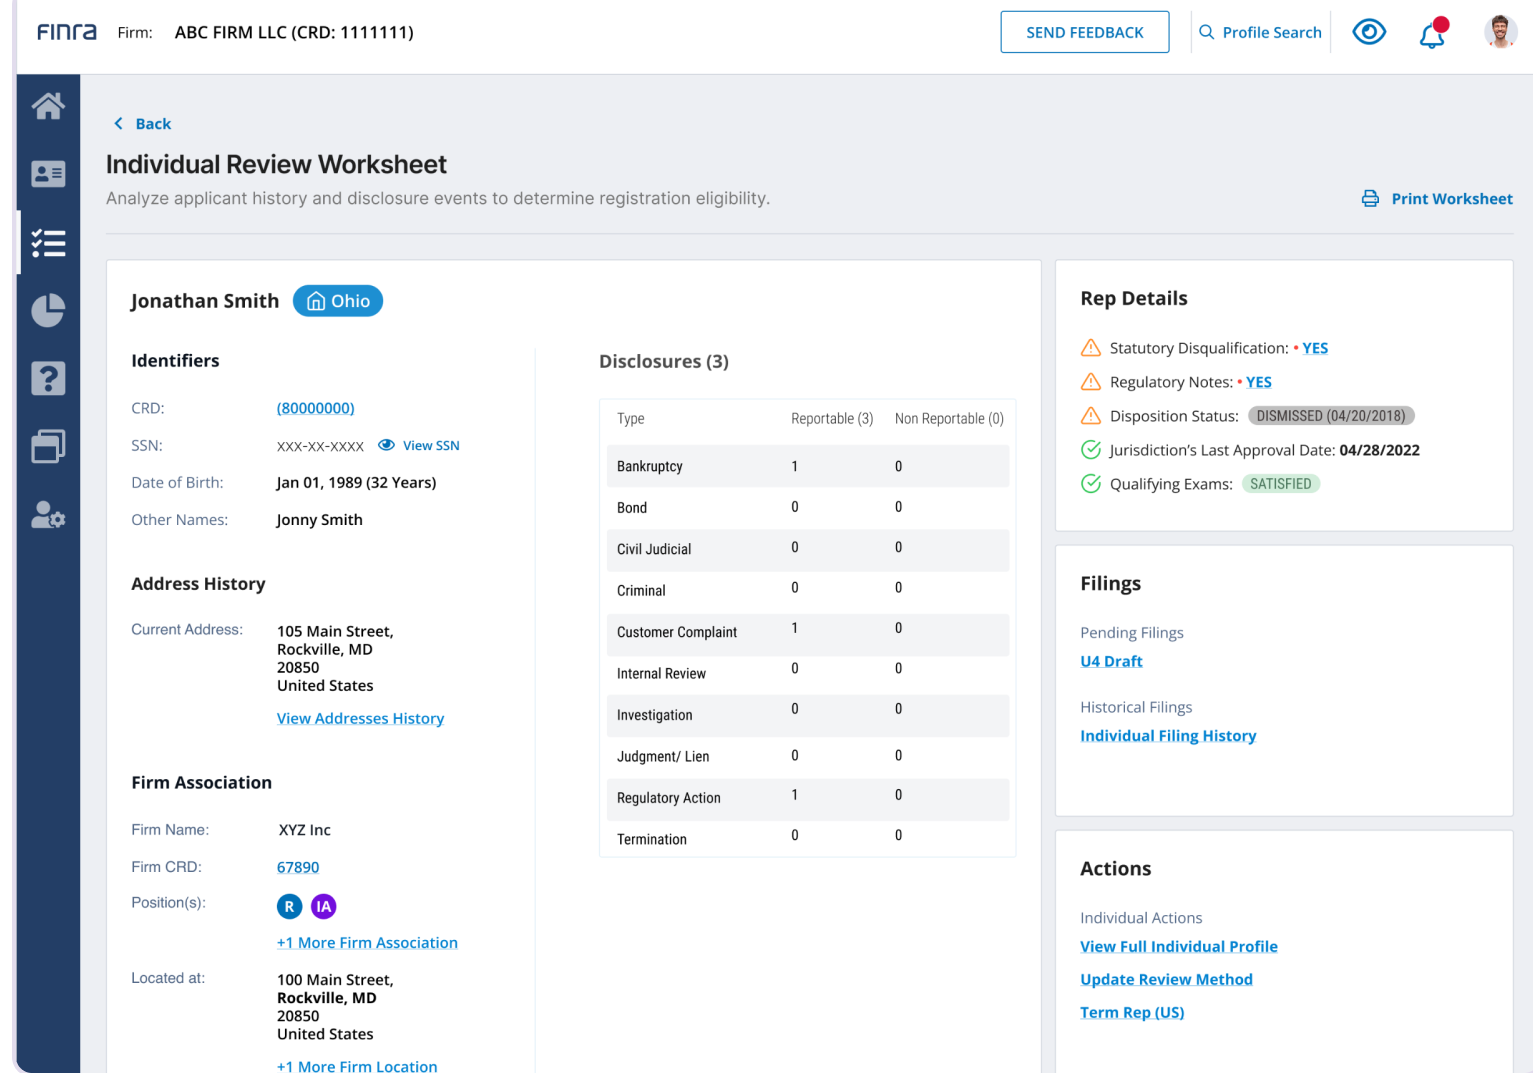 FINRA
Firm: ABC FIRM LLC (CRD: 1111111)
SEND FEEDBACK
Profile Search
Back
Individual Review Worksheet
Analyze applicant history and disclosure events to determine registration eligibility.
Print Worksheet
Jonathan Smith Ohio
Identifiers
CRD: (80000000)
SSN: XXX-XX-XXXX View SSN
Date of Birth: Jan 01, 1989 (32 Years)
Other Names: Jonny Smith
Address History
Current Address: 105 Main Street,
Rockville, MD
20850
United States
View Addresses History
Firm Association
Firm Name: XYZ Inc
Firm CRD: 67890
Position(s): R IA
+1 More Firm Association
Located at: 100 Main Street,
Rockville, MD
20850
United States
+1 More Firm Location
Disclosures (3)
Type Reportable (3) Non Reportable (0)
Bankruptcy 1 0
Bond 0 0
Civil Judicial 0 0
Criminal 0 0
Customer Complaint 1 0
Internal Review 0 0
Investigation 0 0
Judgment/ Lien 0 0
Regulatory Action 1 0
Termination 0 0
Rep Details
Statutory Disqualification: • YES
Regulatory Notes: • YES
Disposition Status: DISMISSED (04/20/2018)
Jurisdiction's Last Approval Date: 04/28/2022
Qualifying Exams: SATISFIED
Filings
Pending Filings
U4 Draft
Historical Filings
Individual Filing History
Actions
Individual Actions
View Full Individual Profile
Update Review Method
Term Rep (US)